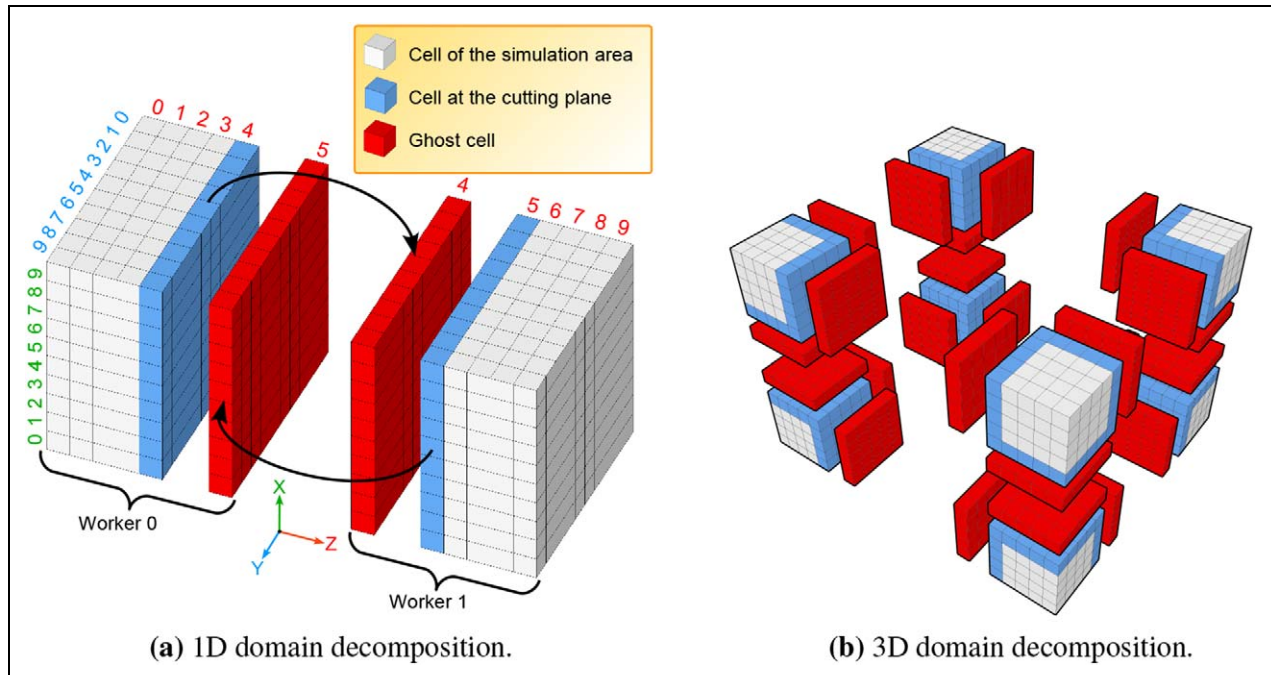 Cell of the simulation area
Cell at the cutting plane
Ghost cell
0 1 2 3 4
5
4
5 6 7 8 9
9 8 7 6 5 4 3 2 1 0
9
8
7
6
5
4
3
2
1
0
X
Y
Z
Worker 0
Worker 1
(a) 1D domain decomposition.
(b) 3D domain decomposition.